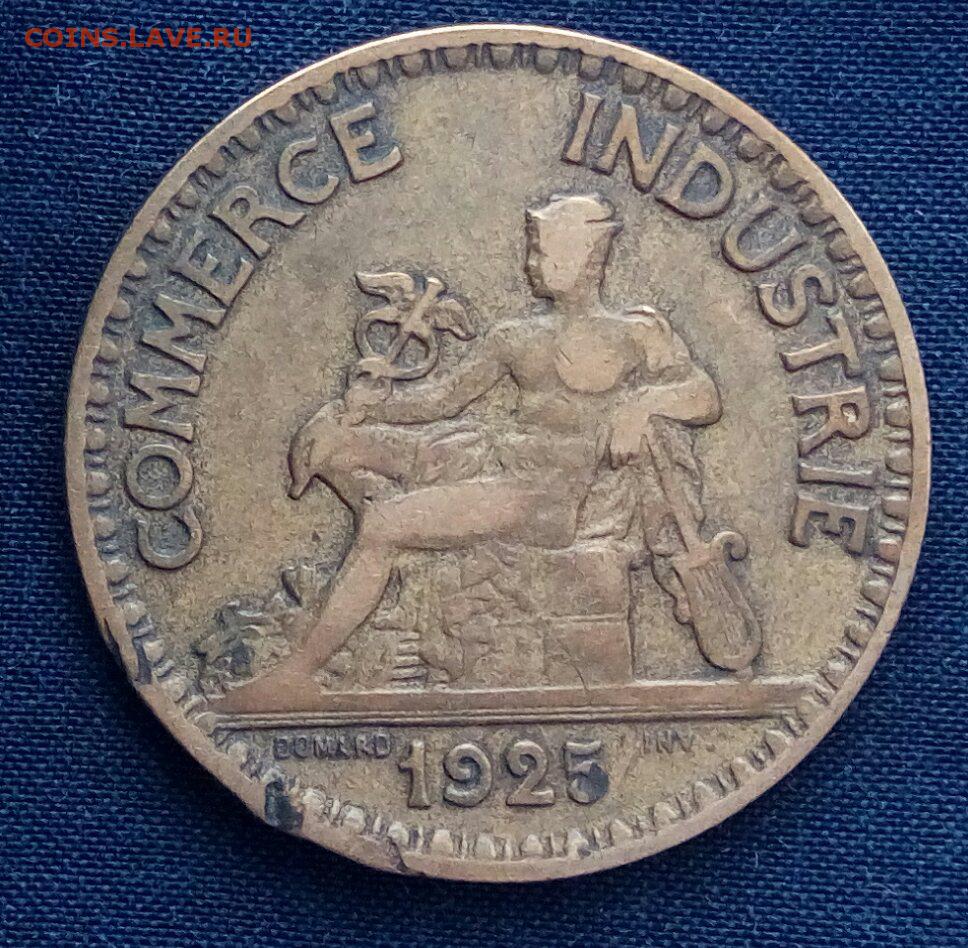 COINS.LAVE.RU
COMMERCE INDUSTRIE
DOMARD INV.
1925